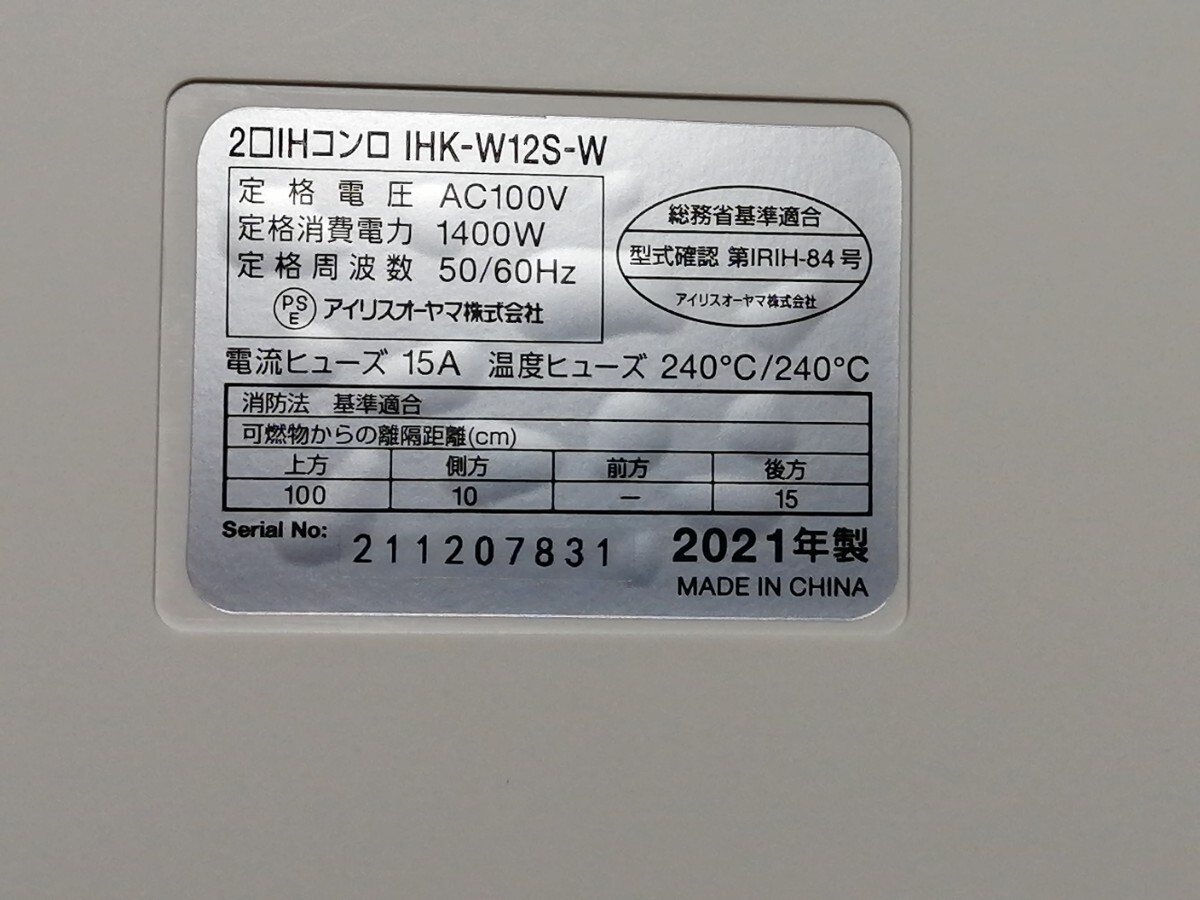 2口IHコンロ IHK-W12S-W
定格電圧 AC100V
定格消費電力 1400W
定格周波数 50/60Hz
PSE アイリスオーヤマ株式会社
総務省基準適合
型式確認 第IRIH-84号
アイリスオーヤマ株式会社
電流ヒューズ 15A 温度ヒューズ 240℃/240℃
消防法 基準適合
可燃物からの離隔距離(cm)
上方 側方 前方 後方
100 10 — 15
Serial No: 211207831 2021年製
MADE IN CHINA